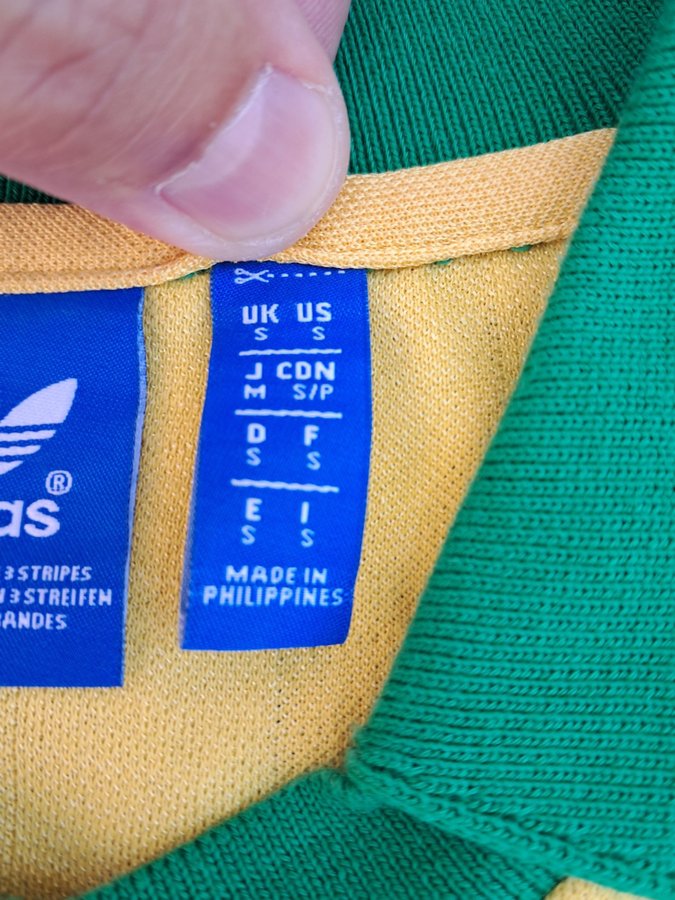 ®
as
3 STRIPES
3 STREIFEN
BANDES
UK US
S S
J CDN
M S/P
D F
S S
E I
S S
MADE IN
PHILIPPINES